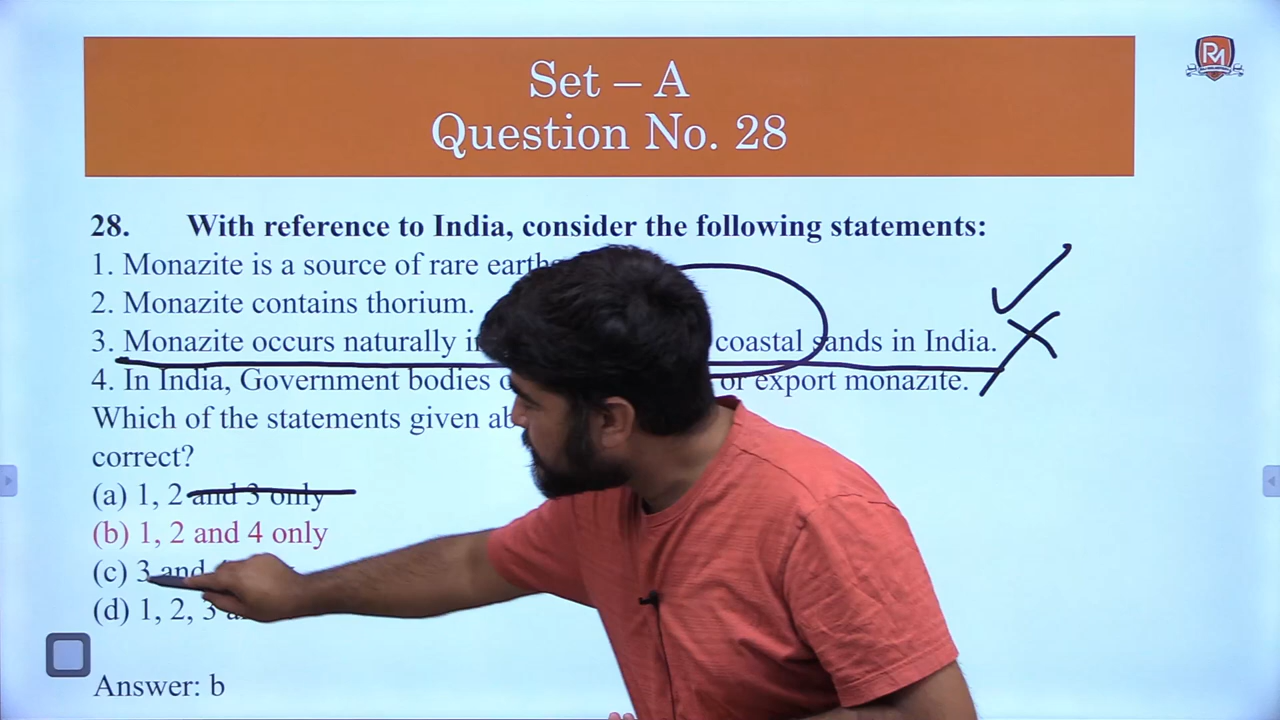 Set – A
Question No. 28
RM
28. With reference to India, consider the following statements:
1. Monazite is a source of rare
2. Monazite contains thorium.
3. Monazite occurs naturally coastal sands in India.
4. In India, Government bodies or export monazite.
Which of the statements given
correct?
(a) 1, 2 and 3 only
(b) 1, 2 and 4 only
(c) 3 and
(d) 1, 2, 3
Answer: b